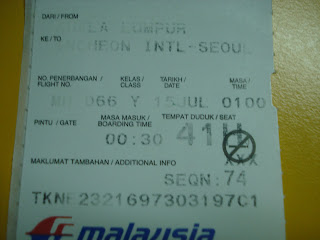 DARI / FROM
LUMPUR
KE / TO
INCHEON INTL-SEOUL
NO. PENERBANGAN / FLIGHT NO. KELAS / CLASS TARIKH / DATE MASA / TIME
MH 066 Y 15JUL 0100
PINTU / GATE MASA MASUK / BOARDING TIME TEMPAT DUDUK / SEAT
00:30 41H
MAKLUMAT TAMBAHAN / ADDITIONAL INFO XXX
SEQN: 74
TKNE2321697303197C1
malaysia